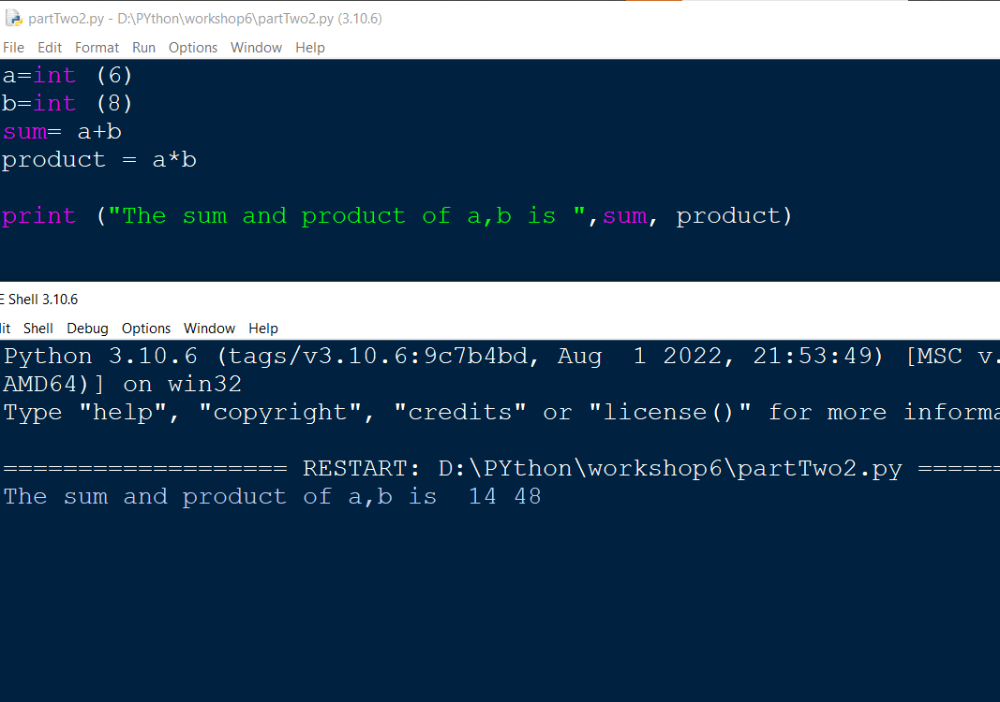 partTwo2.py - D:\PYthon\workshop6\partTwo2.py (3.10.6)
File Edit Format Run Options Window Help
a=int (6)
b=int (8)
sum= a+b
product = a*b
print ("The sum and product of a,b is ",sum, product)
E Shell 3.10.6
lit Shell Debug Options Window Help
Python 3.10.6 (tags/v3.10.6:9c7b4bd, Aug  1 2022, 21:53:49) [MSC v.
AMD64)] on win32
Type "help", "copyright", "credits" or "license()" for more informa
=================== RESTART: D:\PYthon\workshop6\partTwo2.py ======
The sum and product of a,b is  14 48